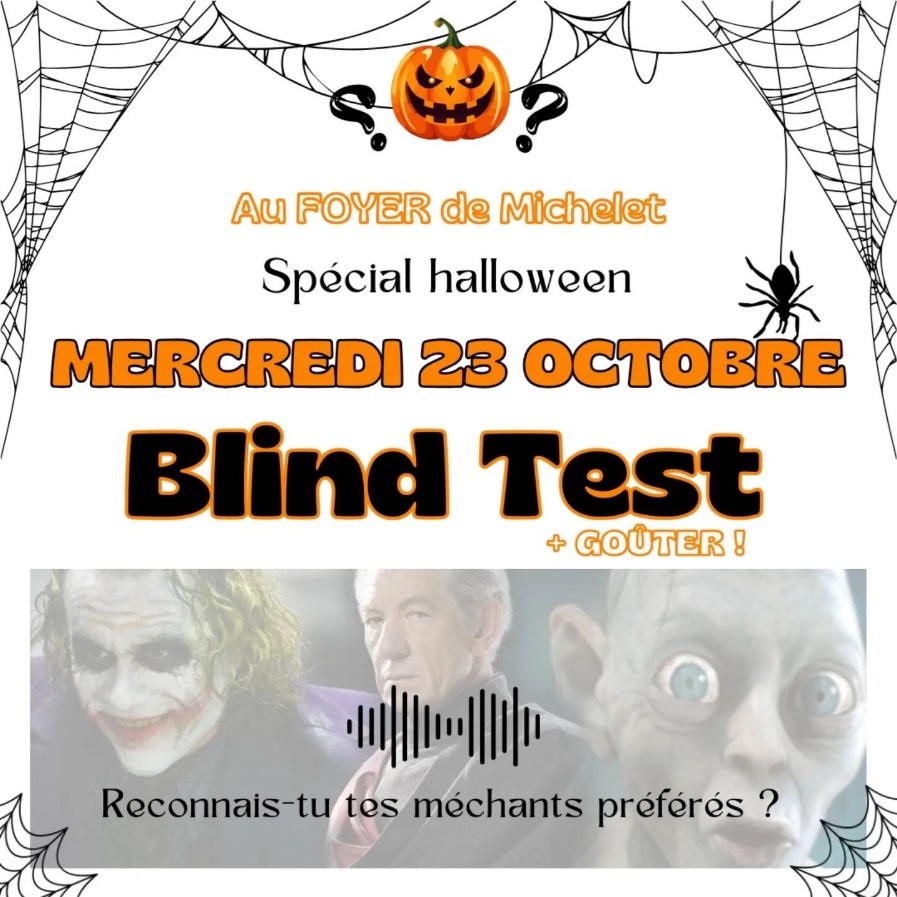 Au FOYER de Michelet
Spécial halloween
MERCREDI 23 OCTOBRE
Blind Test
+ GOÛTER !
Reconnais-tu tes méchants préférés ?